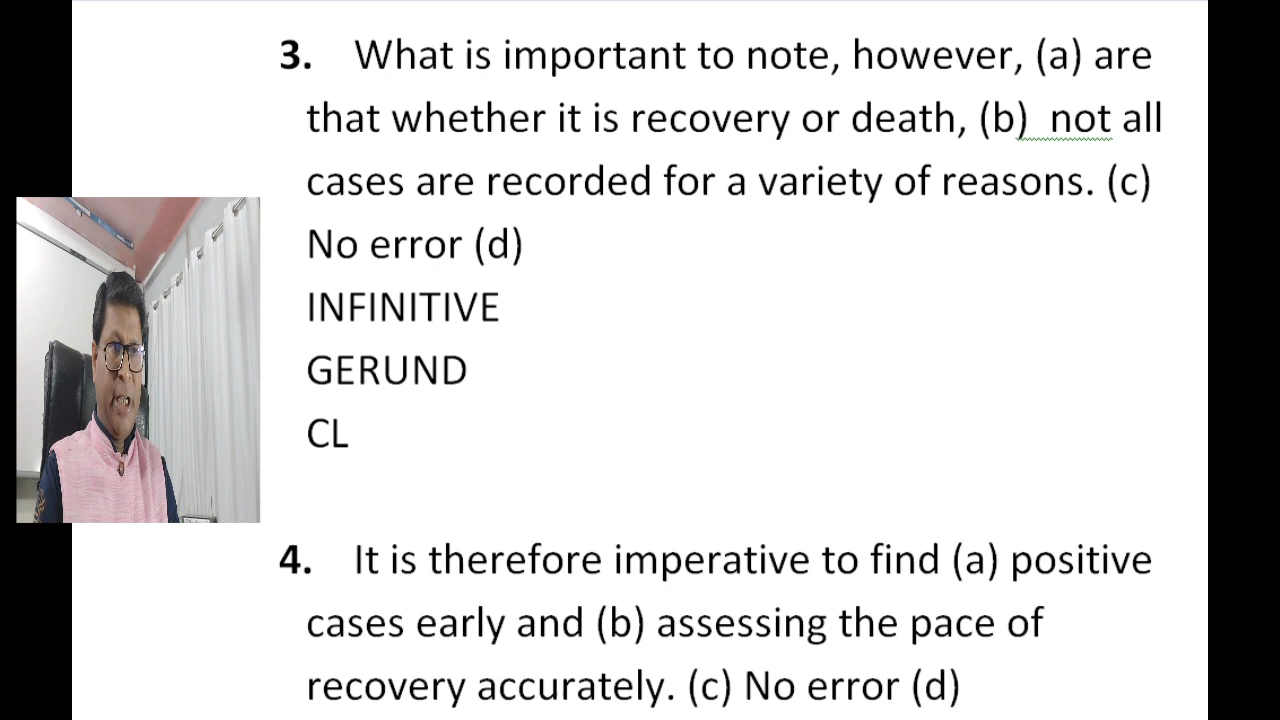 3. What is important to note, however, (a) are
that whether it is recovery or death, (b) not all
cases are recorded for a variety of reasons. (c)
No error (d)
INFINITIVE
GERUND
CL
4. It is therefore imperative to find (a) positive
cases early and (b) assessing the pace of
recovery accurately. (c) No error (d)